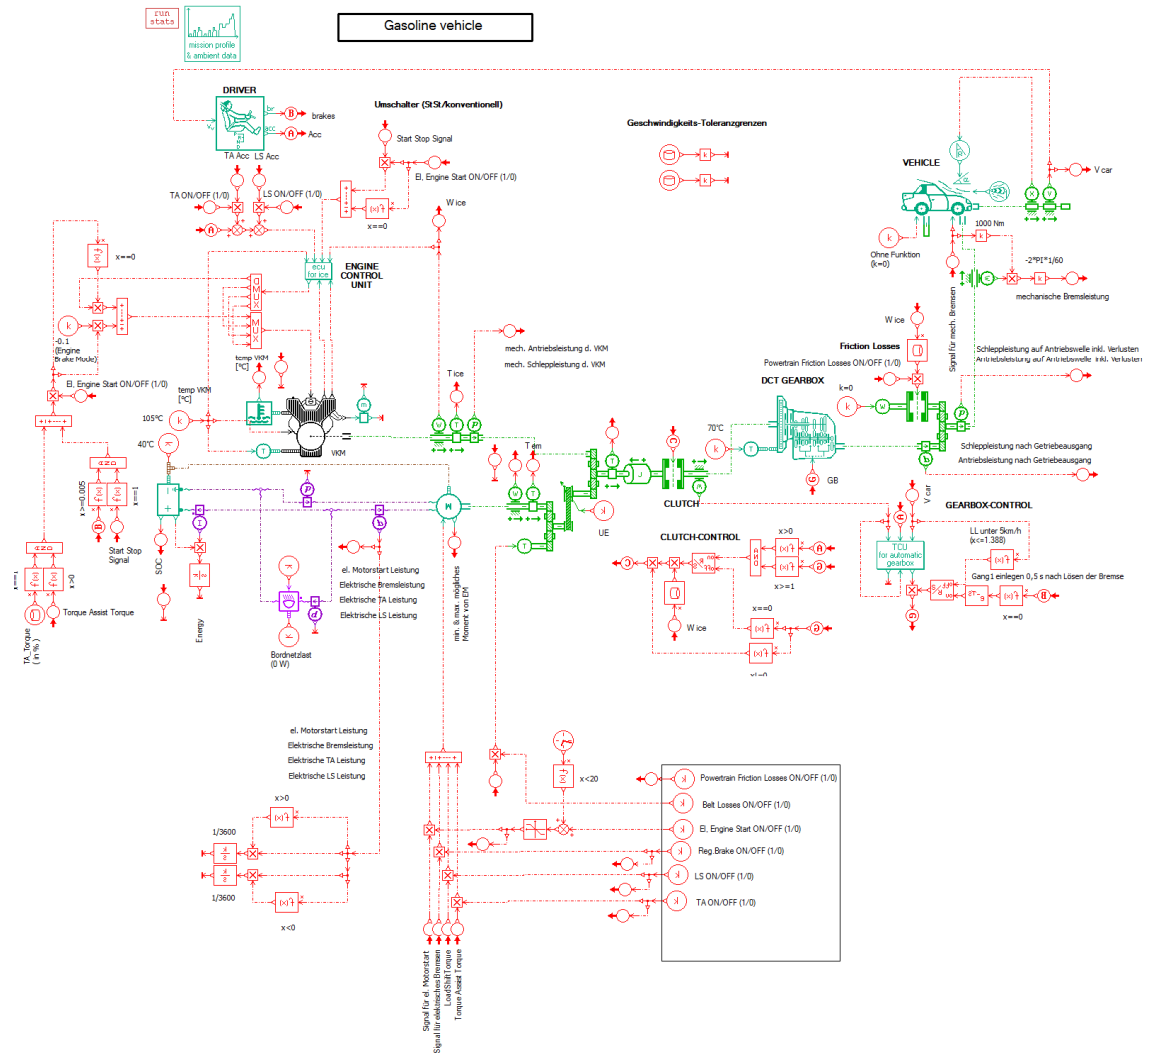 run
stats
mission profile
& ambient data
Gasoline vehicle
DRIVER
br
brakes
B
acc
Acc
A
TA Acc
LS Acc
TA ON/OFF (1/0)
LS ON/OFF (1/0)
A
Umschalter (StSt/konventionell)
Start Stop Signal
El, Engine Start ON/OFF (1/0)
x==0
W ice
Geschwindigkeits-Toleranzgrenzen
k
k
VEHICLE
V car
X
V
1000 Nm
k
Ohne Funktion
(k=0)
k
-2*PI*1/60
k
mechanische Bremsleistung
Signal für mech. Bremsen
x==0
k
-0.1
(Engine
Brake Mode)
El, Engine Start ON/OFF (1/0)
DMUX
MUX
ecu
for ice
ENGINE
CONTROL
UNIT
temp VKM
[°C]
temp VKM
[°C]
105°C
k
40°C
T
VKM
m
mech. Antriebsleistung d. VKM
mech. Schleppleistung d. VKM
T ice
W
T
P
W ice
Friction Losses
Powertrain Friction Losses ON/OFF (1/0)
DCT GEARBOX
k=0
k
W
70°C
k
T
G
GB
Schleppleistung auf Antriebswelle inkl. Verlusten
Antriebsleistung auf Antriebswelle inkl. Verlusten
Schleppleistung nach Getriebeausgang
Antriebsleistung nach Getriebeausgang
AND
x>=0.005
x==1
f(x)
f(x)
B
Start Stop
Signal
AND
x==1
x>0
f(x)
f(x)
Torque Assist Torque
TA_Torque
( in %)
SOC
Energy
Bordnetzlast
(0 W)
el. Motorstart Leistung
Elektrische Bremsleistung
Elektrische TA Leistung
Elektrische LS Leistung
M
min. & max. mögliches
Moment von EM
T em
W
T
T
J
UE
C
CLUTCH
CLUTCH-CONTROL
C
W ice
x>0
x>=1
x==0
AND
f(x)
f(x)
f(x)
f(x)
A
G
G
V car
A
GEARBOX-CONTROL
TCU
for automatic
gearbox
LL unter 5km/h
(x<=1.388)
f(x)
Gang1 einlegen 0,5 s nach Lösen der Bremse
x==0
f(x)
B
G
el. Motorstart Leistung
Elektrische Bremsleistung
Elektrische TA Leistung
Elektrische LS Leistung
x>0
f(x)
1/3600
1/3600
f(x)
x<0
f(x)
x<20
k
Powertrain Friction Losses ON/OFF (1/0)
k
Belt Losses ON/OFF (1/0)
k
El, Engine Start ON/OFF (1/0)
k
Reg.Brake ON/OFF (1/0)
k
LS ON/OFF (1/0)
k
TA ON/OFF (1/0)
Signal für el. Motorstart
Signal für elektrisches Bremsen
LoadShiftTorque
Torque Assist Torque